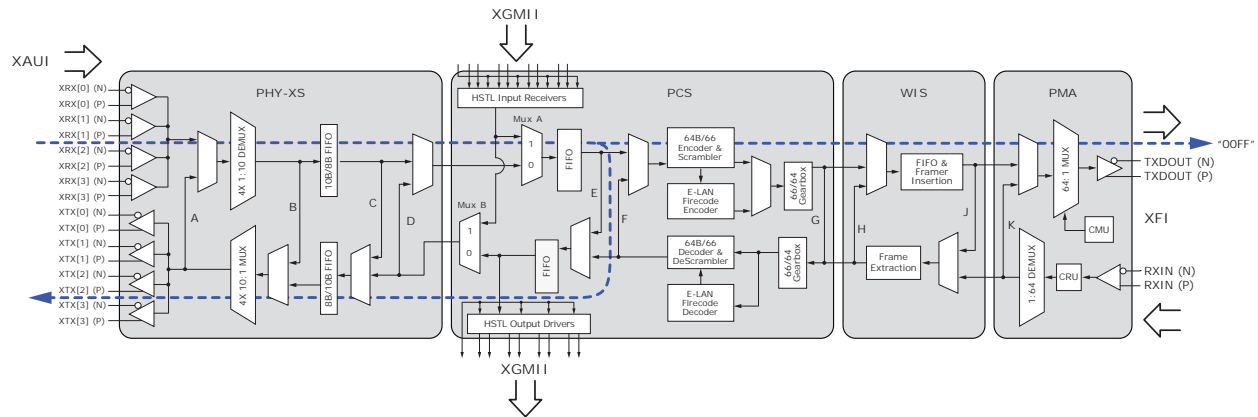 XGMII
XAUI
XRX[0] (N)
XRX[0] (P)
XRX[1] (N)
XRX[1] (P)
XRX[2] (N)
XRX[2] (P)
XRX[3] (N)
XRX[3] (P)
XTX[0] (N)
XTX[0] (P)
XTX[1] (N)
XTX[1] (P)
XTX[2] (N)
XTX[2] (P)
XTX[3] (N)
XTX[3] (P)
PHY-XS
4X 1:10 DEMUX
10B/8B FIFO
A
B
C
D
4X 10:1 MUX
8B/10B FIFO
PCS
HSTL Input Receivers
Mux A
1
0
FIFO
E
F
Mux B
1
0
FIFO
64B/66
Encoder &
Scrambler
E-LAN
Firecode
Encoder
66/64
Gearbox
G
64B/66
Decoder &
DeScrambler
E-LAN
Firecode
Decoder
66/64
Gearbox
HSTL Output Drivers
XGMII
WIS
FIFO &
Framer
Insertion
H
J
Frame
Extraction
PMA
K
64:1 MUX
CMU
1:64 DEMUX
CRU
"00FF"
TXDOUT (N)
TXDOUT (P)
XFI
RXIN (N)
RXIN (P)